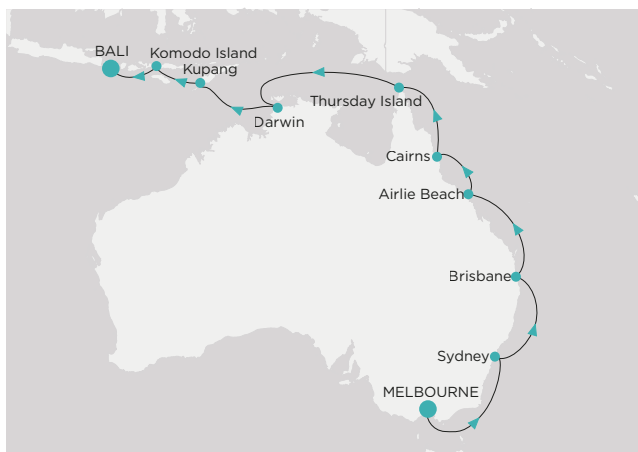 BALI
Komodo Island
Kupang
Thursday Island
Darwin
Cairns
Airlie Beach
Brisbane
Sydney
MELBOURNE